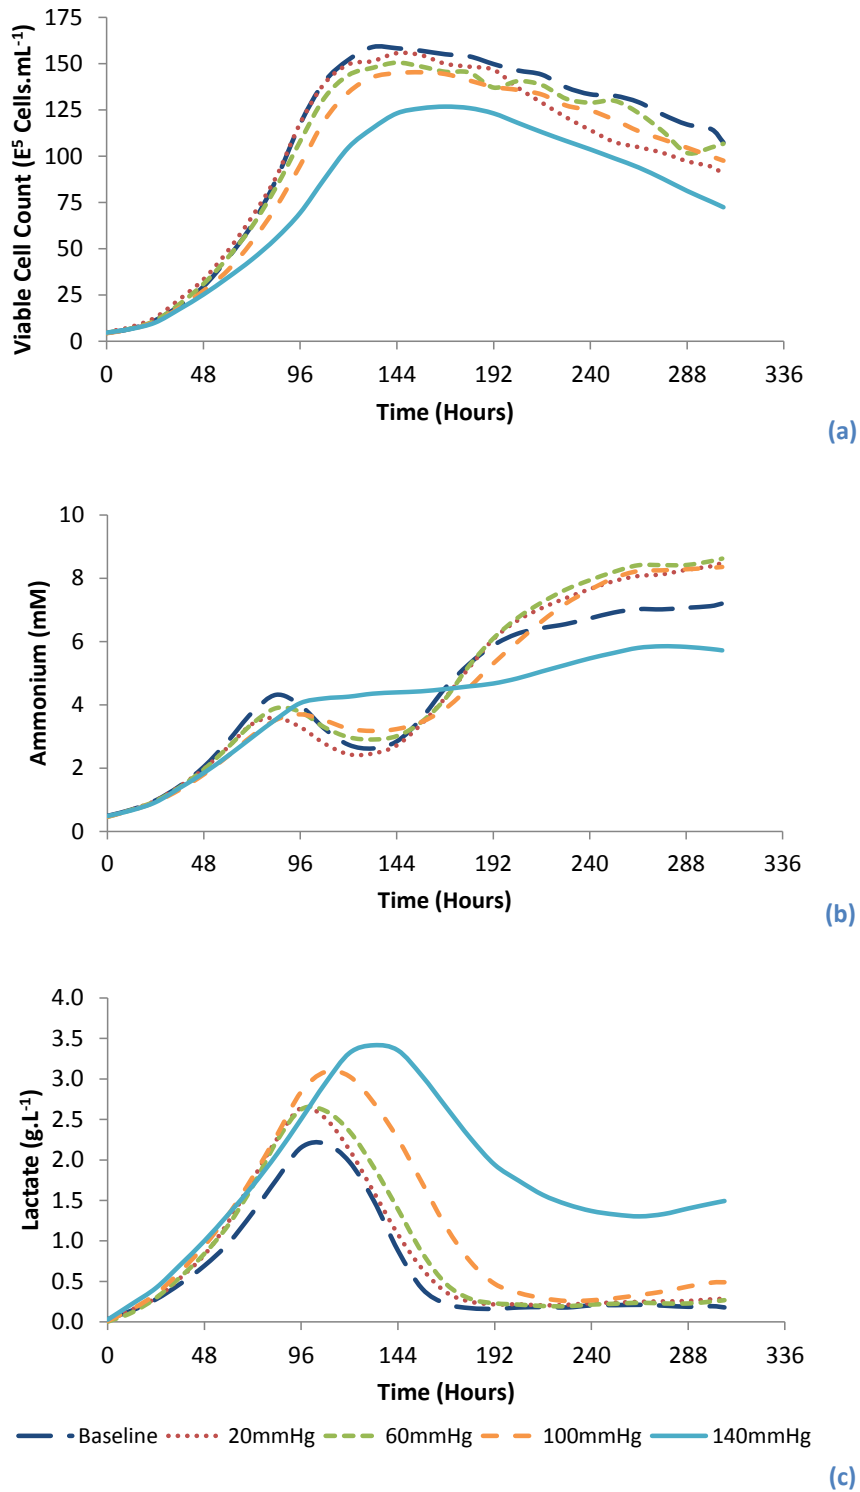 175
150
125
100
75
50
25
0
Viable Cell Count (E⁵ Cells.mL⁻¹)
0 48 96 144 192 240 288 336
Time (Hours)
(a)
10
8
6
4
2
0
Ammonium (mM)
0 48 96 144 192 240 288 336
Time (Hours)
(b)
4.0
3.5
3.0
2.5
2.0
1.5
1.0
0.5
0.0
Lactate (g.L⁻¹)
0 48 96 144 192 240 288 336
Time (Hours)
Baseline 20mmHg 60mmHg 100mmHg 140mmHg
(c)